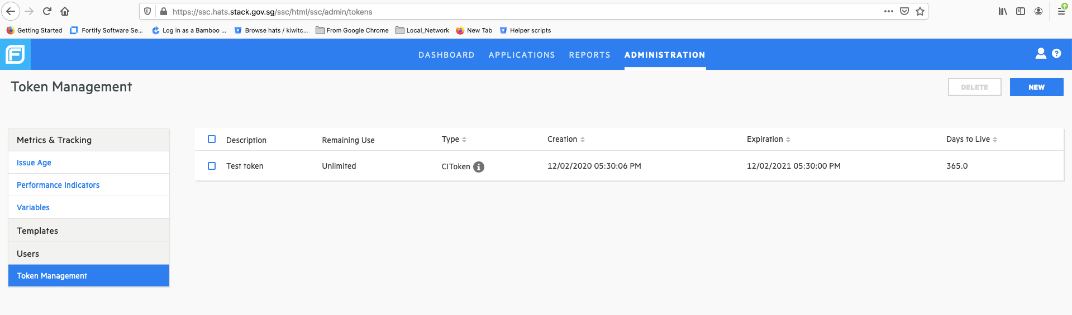 https://ssc.hats.stack.gov.sg/ssc/html/ssc/admin/tokens
Getting Started Fortify Software Se... Log in as a Bamboo ... Browse hats / kiwitc... From Google Chrome Local_Network New Tab Helper scripts
DASHBOARD APPLICATIONS REPORTS ADMINISTRATION
Token Management
DELETE NEW
Metrics & Tracking
Issue Age
Performance Indicators
Variables
Templates
Users
Token Management
Description Remaining Use Type Creation Expiration Days to Live
Test token Unlimited CIToken 12/02/2020 05:30:06 PM 12/02/2021 05:30:00 PM 365.0